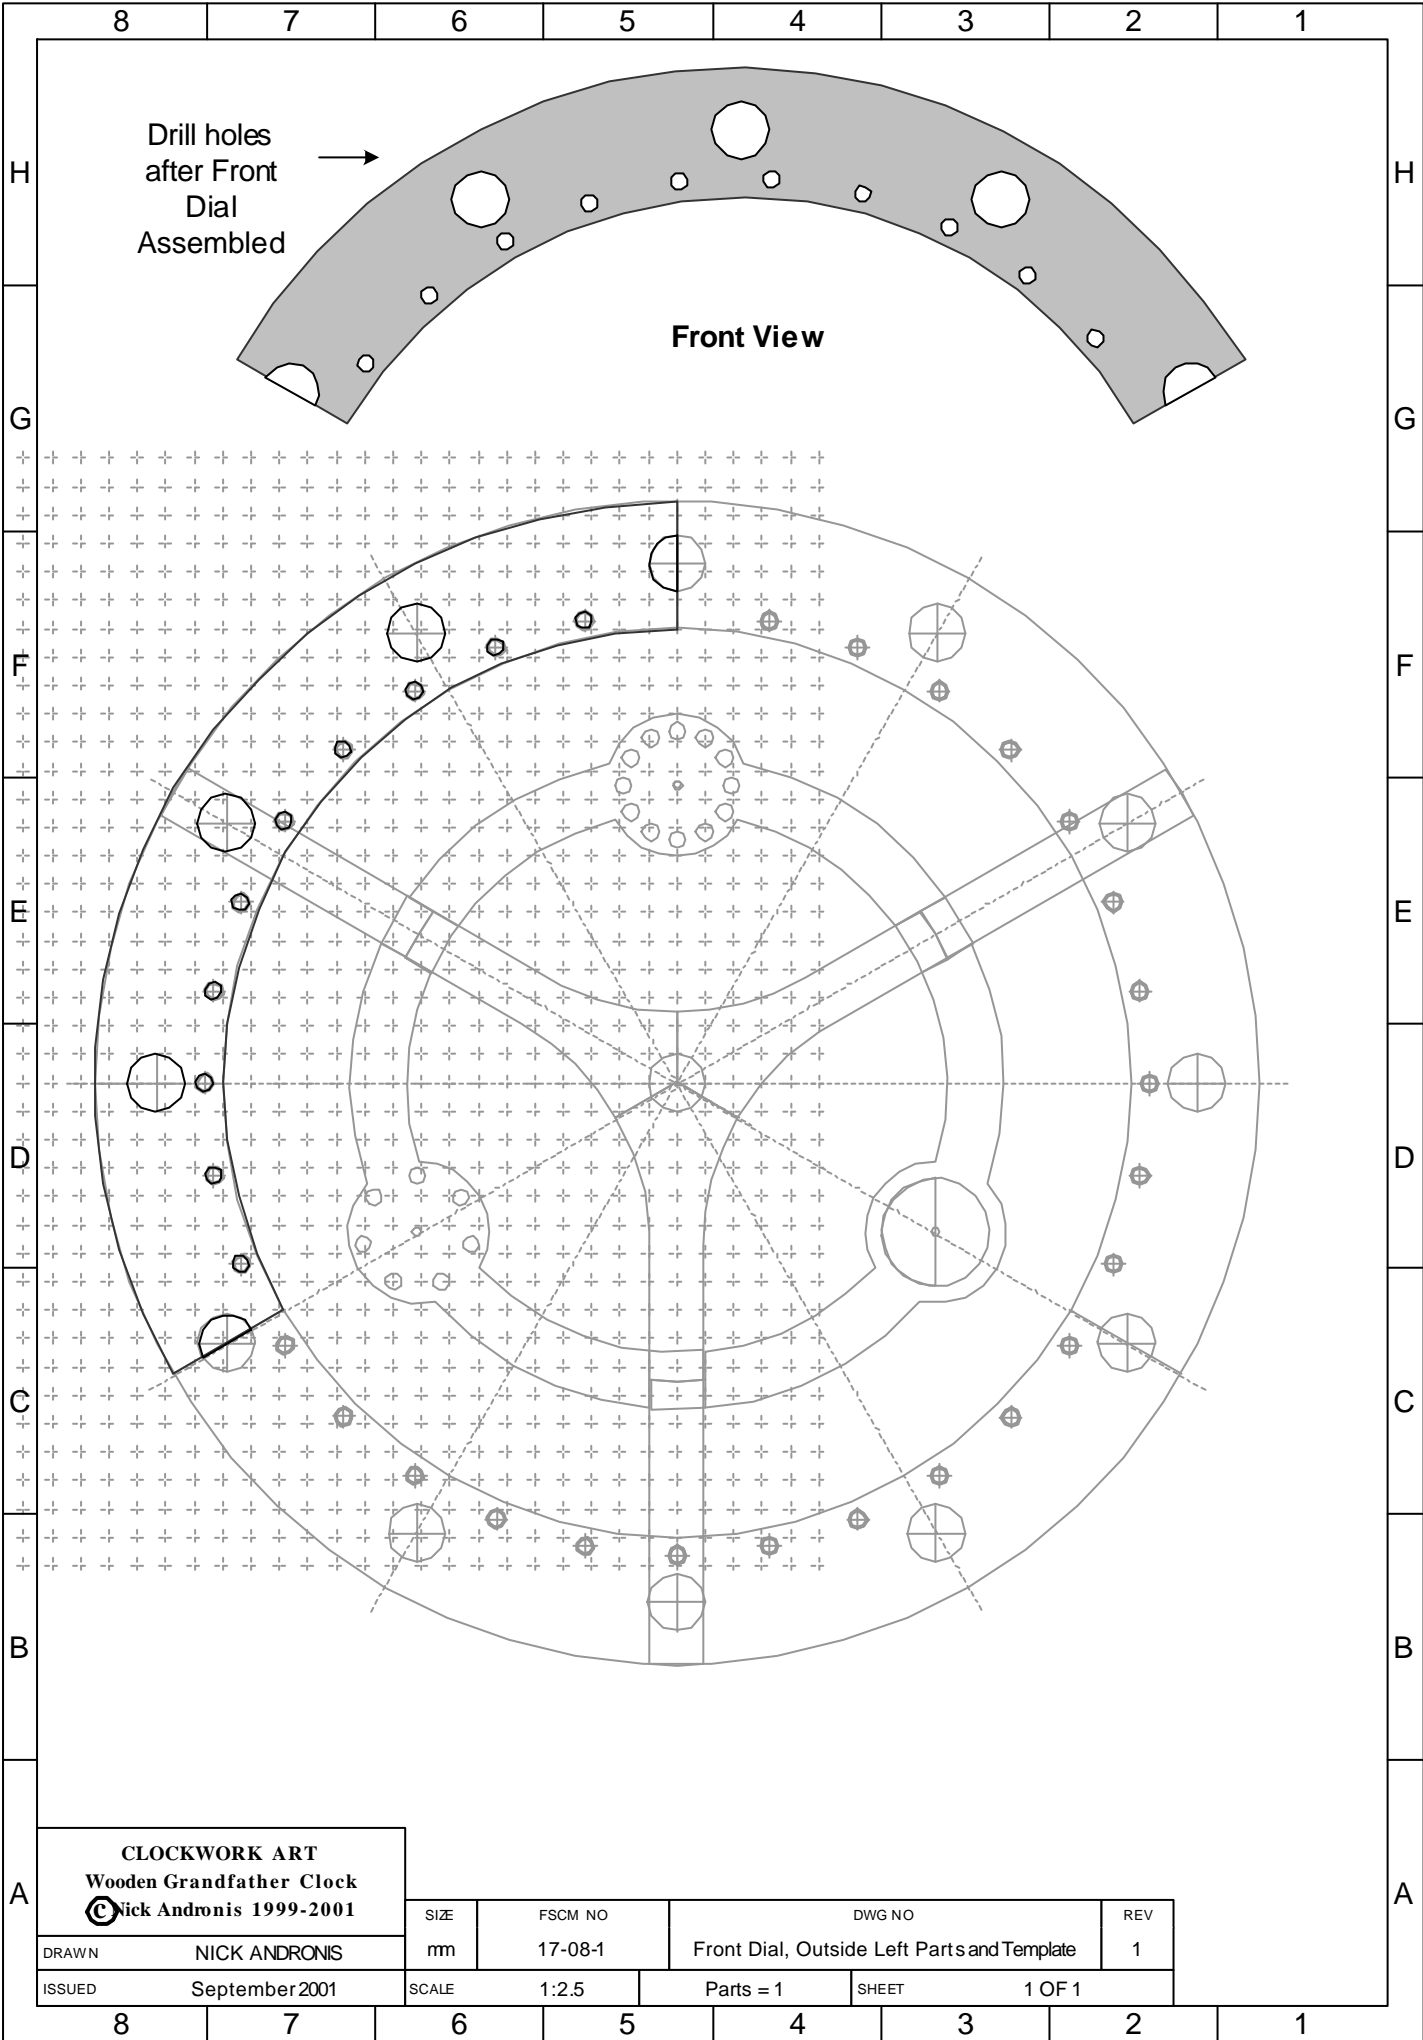 8 7 6 5 4 3 2 1
Drill holes
after Front
Dial
Assembled
H H
Front View
G G
F F
E E
D D
C C
B B
A A
CLOCKWORK ART
Wooden Grandfather Clock
© Nick Andronis 1999-2001
DRAWN NICK ANDRONIS
ISSUED September 2001
SIZE FSCM NO DWG NO REV
mm 17-08-1 Front Dial, Outside Left Parts and Template 1
SCALE 1:2.5 Parts = 1 SHEET 1 OF 1
8 7 6 5 4 3 2 1